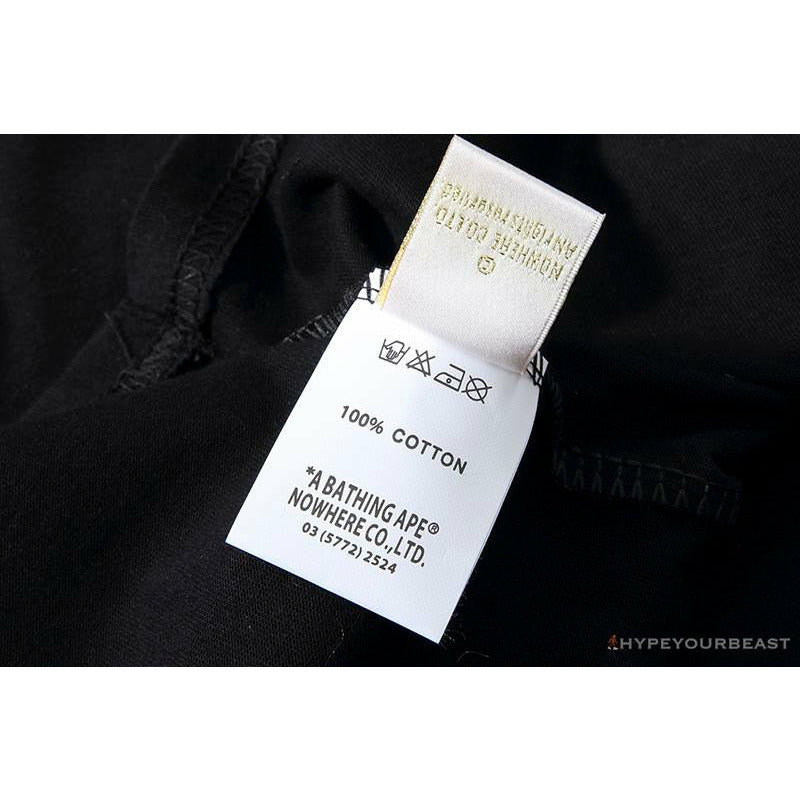 © NOWHERE CO.LTD.
All rights reserved
100% COTTON
*A BATHING APE®
NOWHERE CO.,LTD.
03 (5772) 2524
HYPEYOURBEAST